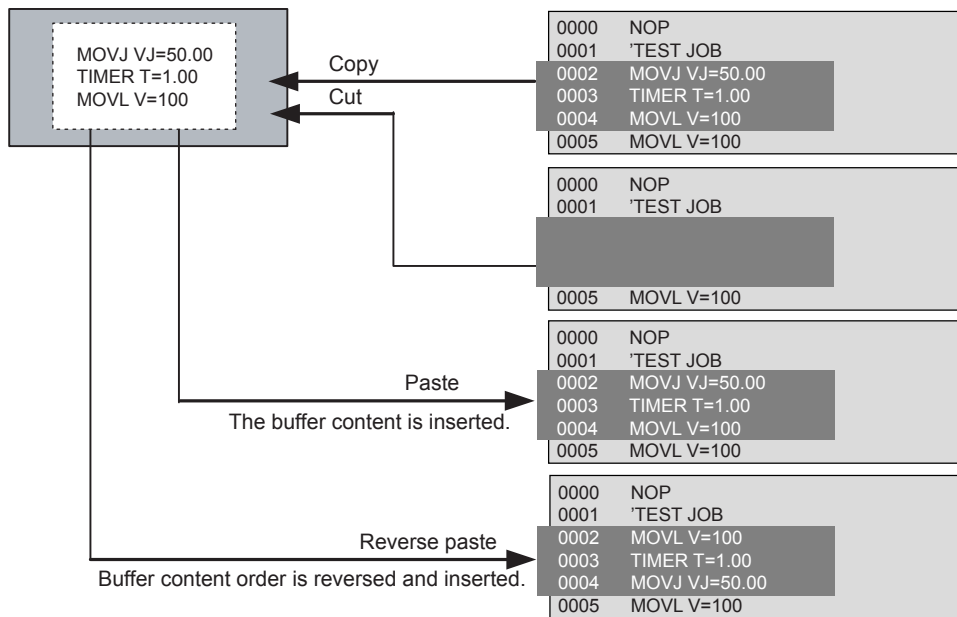 MOVJ VJ=50.00
TIMER T=1.00
MOVL V=100
Copy
Cut
0000 NOP
0001 'TEST JOB
0002 MOVJ VJ=50.00
0003 TIMER T=1.00
0004 MOVL V=100
0005 MOVL V=100
0000 NOP
0001 'TEST JOB
0005 MOVL V=100
Paste
The buffer content is inserted.
0000 NOP
0001 'TEST JOB
0002 MOVJ VJ=50.00
0003 TIMER T=1.00
0004 MOVL V=100
0005 MOVL V=100
Reverse paste
Buffer content order is reversed and inserted.
0000 NOP
0001 'TEST JOB
0002 MOVL V=100
0003 TIMER T=1.00
0004 MOVJ VJ=50.00
0005 MOVL V=100